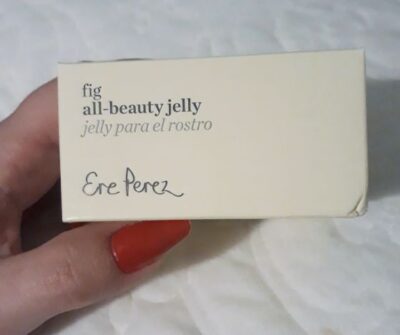 fig
all-beauty jelly
jelly para el rostro
Ere Perez